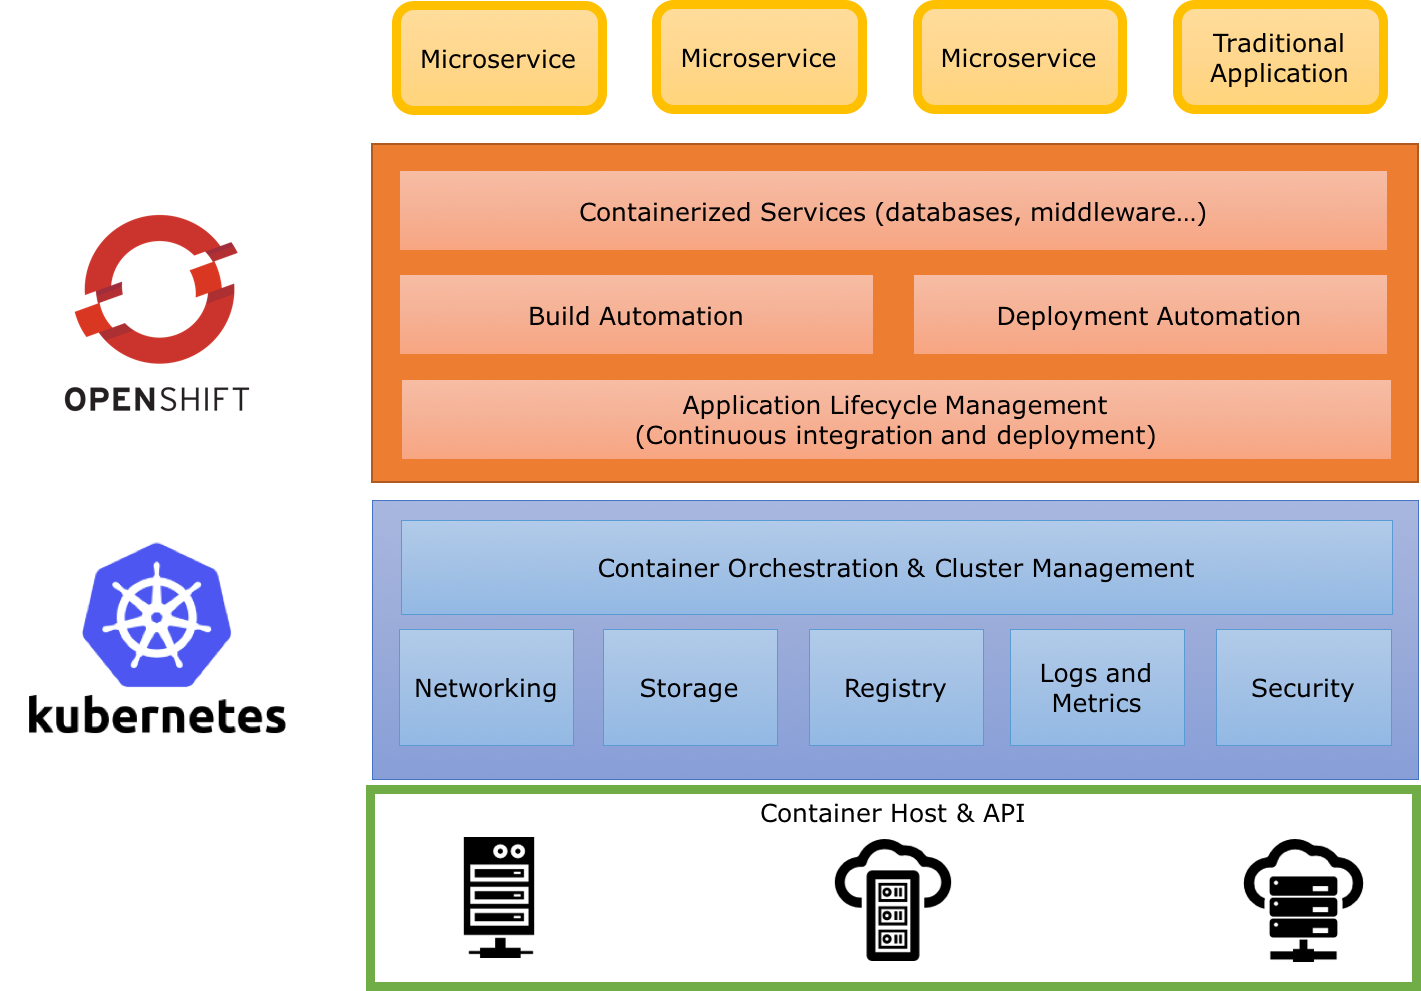 Microservice
Microservice
Microservice
Traditional
Application
Containerized Services (databases, middleware...)
Build Automation
Deployment Automation
OPENSHIFT
Application Lifecycle Management
(Continuous integration and deployment)
Container Orchestration & Cluster Management
kubernetes
Networking
Storage
Registry
Logs and
Metrics
Security
Container Host & API